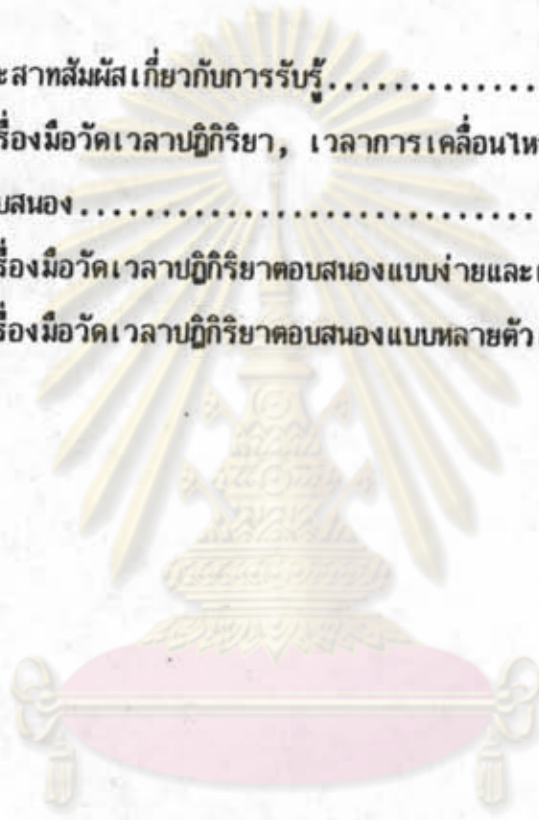 ะสาทสัมผัสเกี่ยวกับการรับรู้................
รื่องมือวัดเวลาปฏิกิริยา, เวลาการเคลื่อนไห
บสนอง..............................
รื่องมือวัดเวลาปฏิกิริยาตอบสนองแบบง่ายและ
รื่องมือวัดเวลาปฏิกิริยาตอบสนองแบบหลายตัว